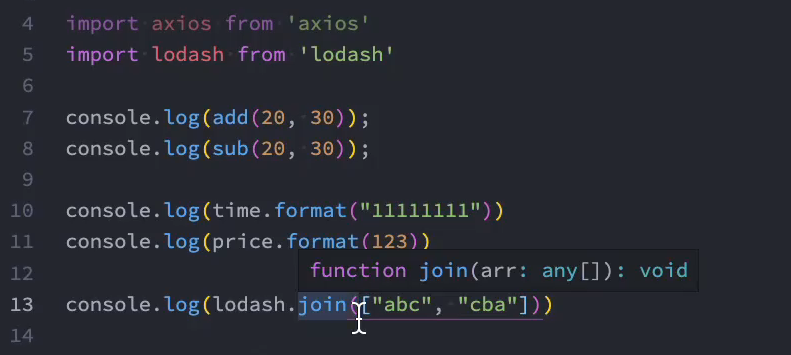 4 import axios from 'axios'
5 import lodash from 'lodash'
6
7 console.log(add(20, 30));
8 console.log(sub(20, 30));
9
10 console.log(time.format("11111111"))
11 console.log(price.format(123))
function join(arr: any[]): void
12
13 console.log(lodash.join(["abc", "cba"]))
14